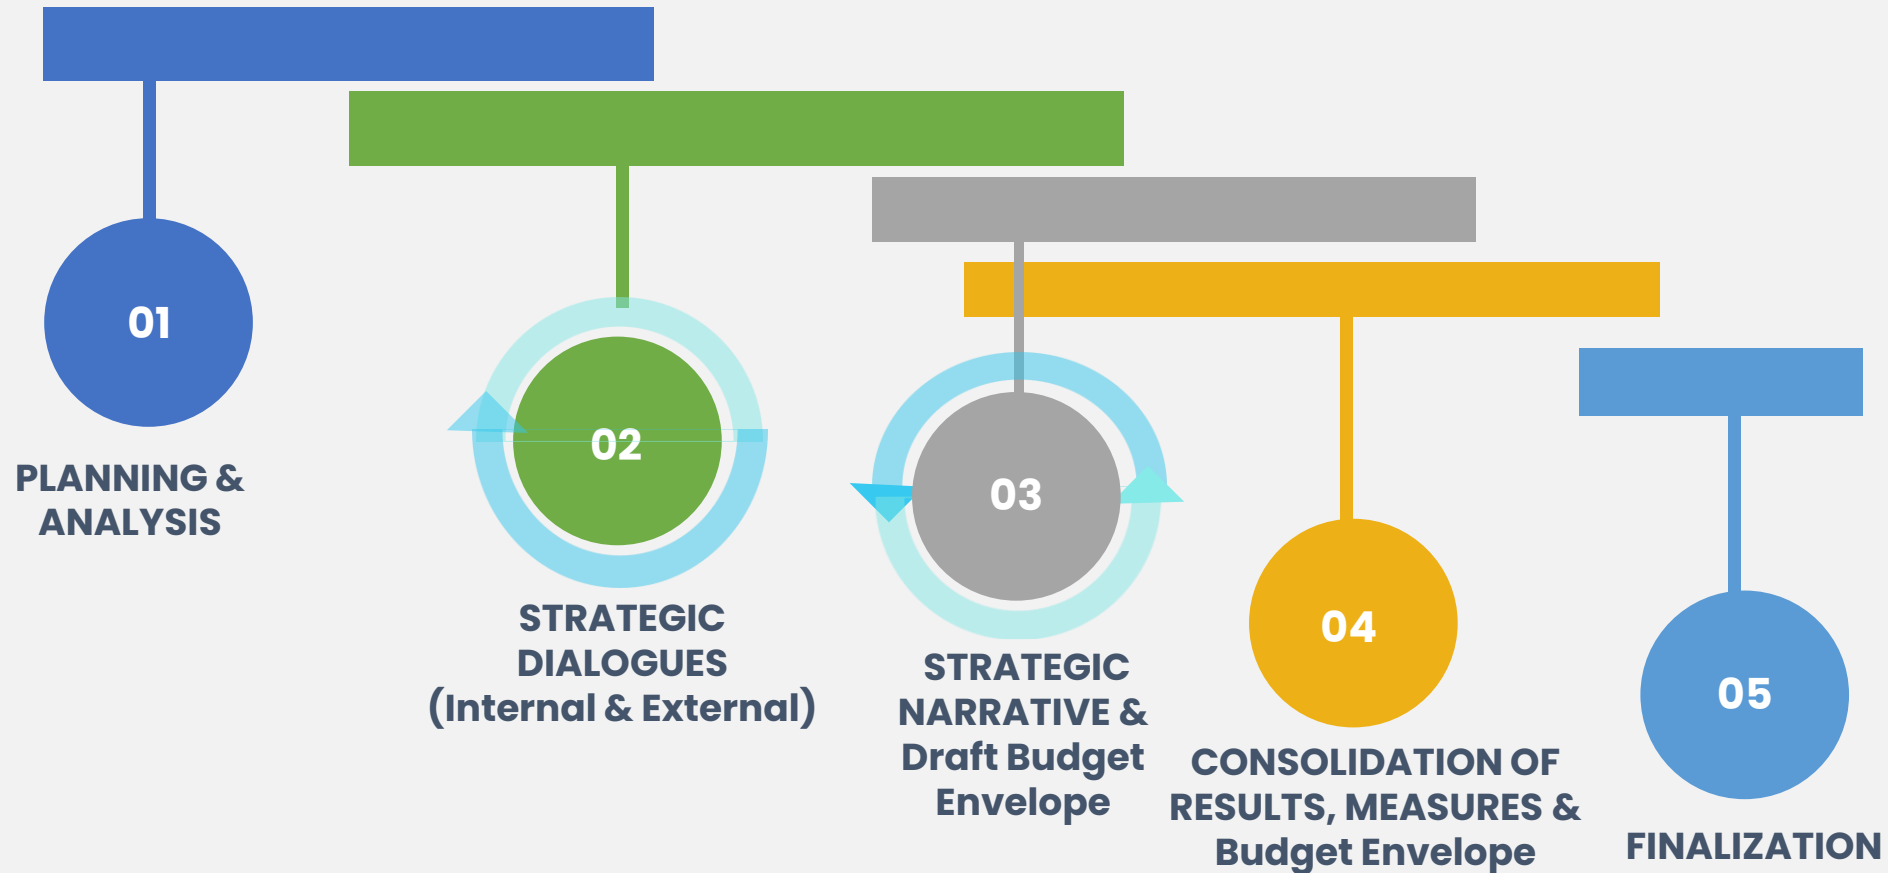 01
PLANNING &
ANALYSIS
02
STRATEGIC
DIALOGUES
(Internal & External)
03
STRATEGIC
NARRATIVE &
Draft Budget
Envelope
04
CONSOLIDATION OF
RESULTS, MEASURES &
Budget Envelope
05
FINALIZATION